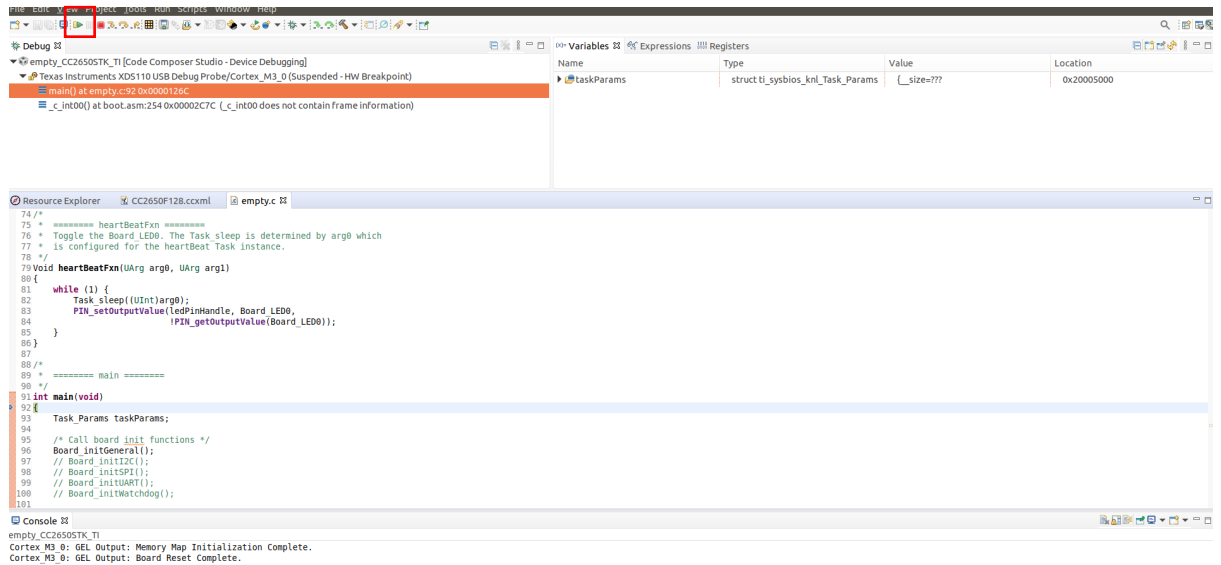 File Edit View Project Tools Run Scripts Window Help
Debug
(x)= Variables Expressions Registers
empty_CC2650STK_TI [Code Composer Studio - Device Debugging]
Texas Instruments XDS110 USB Debug Probe/Cortex_M3_0 (Suspended - HW Breakpoint)
main() at empty.c:92 0x0000126C
_c_int00() at boot.asm:254 0x00002C7C (_c_int00 does not contain frame information)
Name Type Value Location
taskParams struct ti_sysbios_knl_Task_Params {__size=??? 0x20005000
Resource Explorer CC2650F128.ccxml empty.c
74 /*
75 * ======== heartBeatFxn ========
76 * Toggle the Board_LED0. The Task_sleep is determined by arg0 which
77 * is configured for the heartBeat Task instance.
78 */
79 Void heartBeatFxn(UArg arg0, UArg arg1)
80 {
81 while (1) {
82 Task_sleep((UInt)arg0);
83 PIN_setOutputValue(ledPinHandle, Board_LED0,
84 !PIN_getOutputValue(Board_LED0));
85 }
86 }
87
88 /*
89 * ======== main ========
90 */
91 int main(void)
92 {
93 Task_Params taskParams;
94
95 /* Call board init functions */
96 Board_initGeneral();
97 // Board_initI2C();
98 // Board_initSPI();
99 // Board_initUART();
100 // Board_initWatchdog();
101
Console
empty_CC2650STK_TI
Cortex_M3_0: GEL Output: Memory Map Initialization Complete.
Cortex_M3_0: GEL Output: Board Reset Complete.